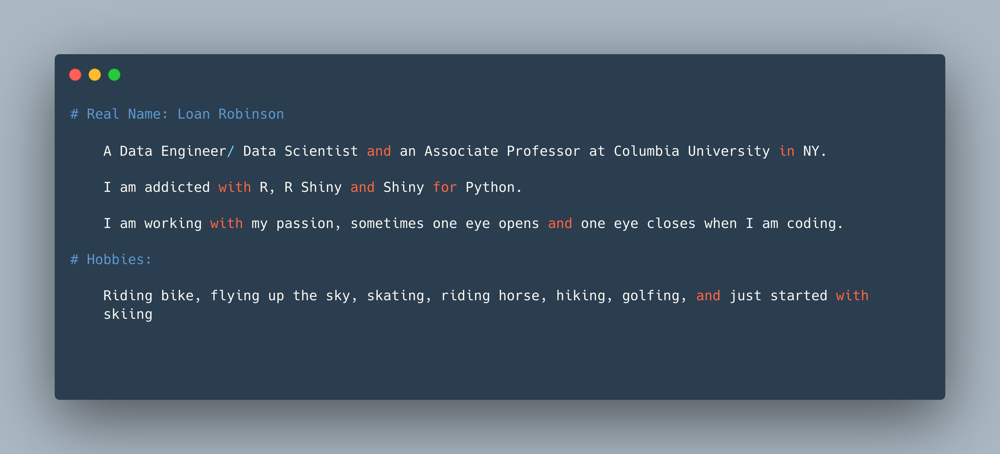 # Real Name: Loan Robinson
A Data Engineer/ Data Scientist and an Associate Professor at Columbia University in NY.
I am addicted with R, R Shiny and Shiny for Python.
I am working with my passion, sometimes one eye opens and one eye closes when I am coding.
# Hobbies:
Riding bike, flying up the sky, skating, riding horse, hiking, golfing, and just started with
skiing